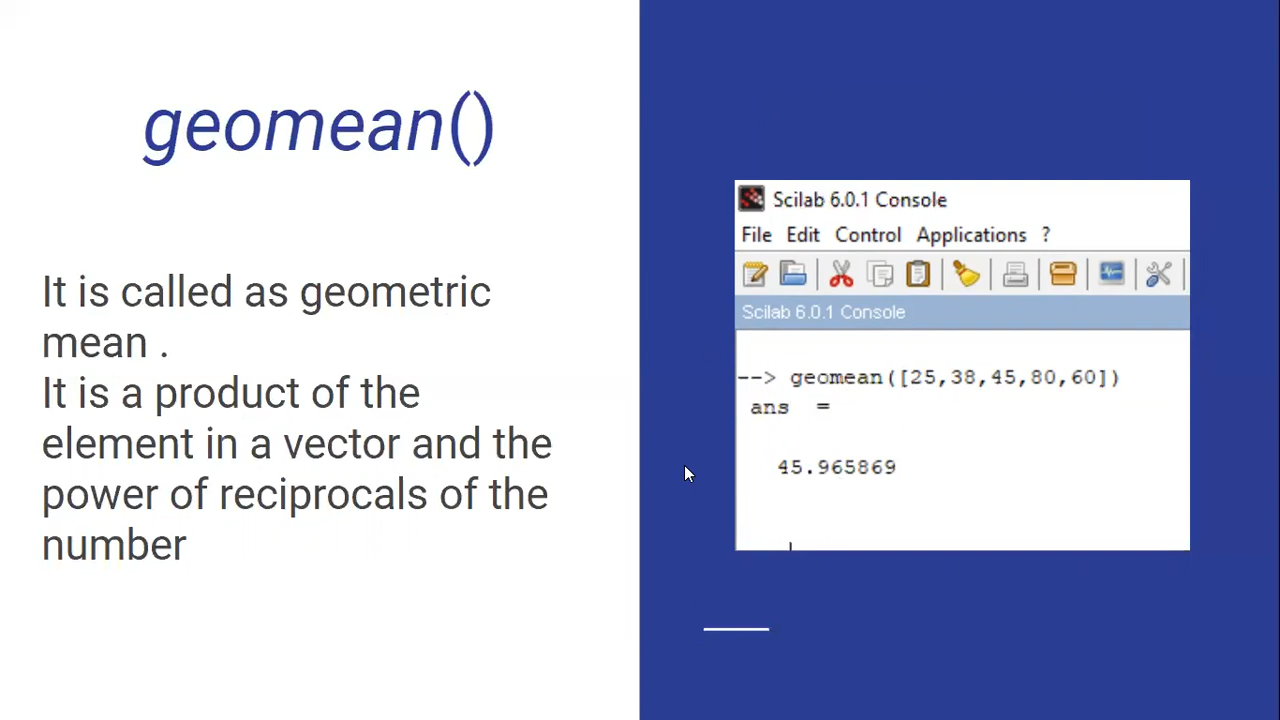 geomean()
It is called as geometric
mean .
It is a product of the
element in a vector and the
power of reciprocals of the
number
Scilab 6.0.1 Console
File Edit Control Applications ?
Scilab 6.0.1 Console
--> geomean([25,38,45,80,60])
ans =
45.965869